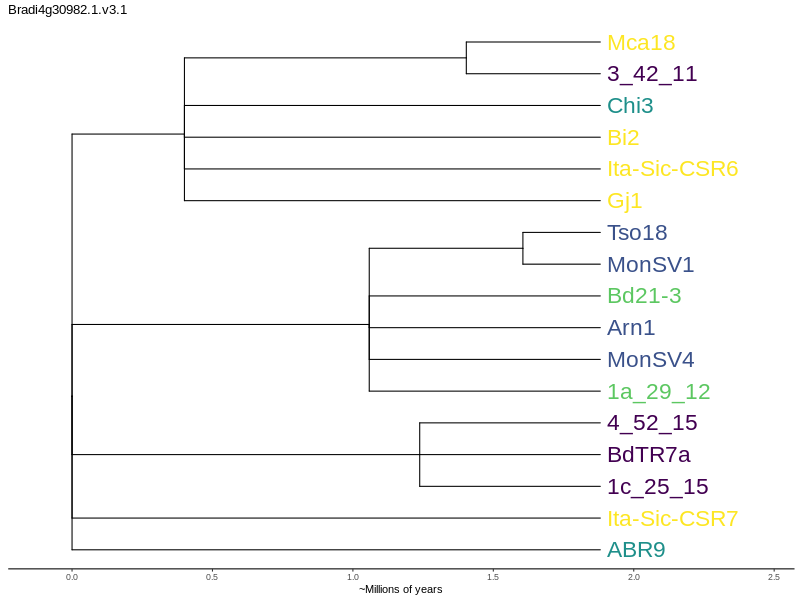 Bradi4g30982.1.v3.1
Mca18
3_42_11
Chi3
Bi2
Ita-Sic-CSR6
Gj1
Tso18
MonSV1
Bd21-3
Arn1
MonSV4
1a_29_12
4_52_15
BdTR7a
1c_25_15
Ita-Sic-CSR7
ABR9
0.0 0.5 1.0 1.5 2.0 2.5
~Millions of years